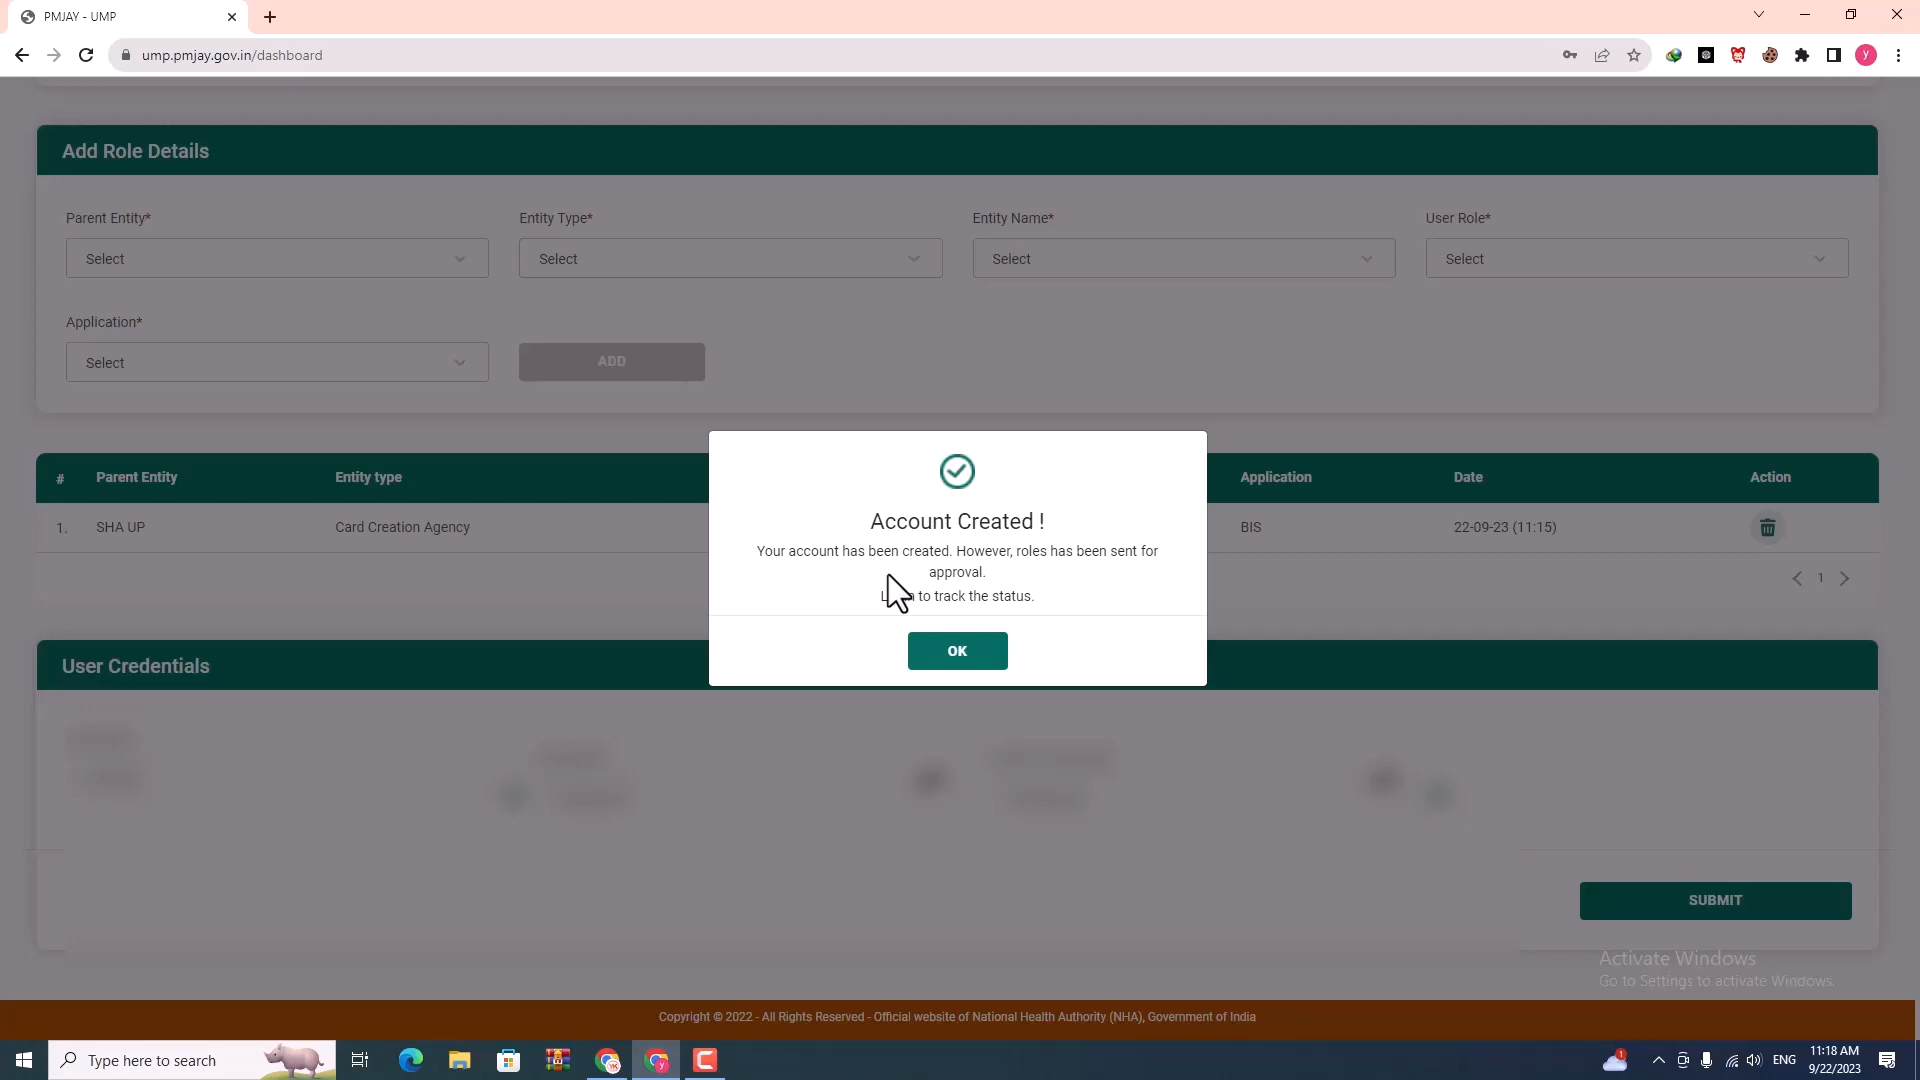 PMJAY - UMP
ump.pmjay.gov.in/dashboard
y
Add Role Details
Parent Entity* Entity Type* Entity Name* User Role*
Select Select Select Select
Application*
Select ADD
# Parent Entity Entity type Application Date Action
1. SHA UP Card Creation Agency BIS 22-09-23 (11:15)
1
Account Created !
Your account has been created. However, roles has been sent for
approval.
to track the status.
OK
User Credentials
SUBMIT
Activate Windows
Go to Settings to activate Windows.
Copyright © 2022 - All Rights Reserved - Official website of National Health Authority (NHA), Government of India
Type here to search
1
ENG
11:18 AM
9/22/2023